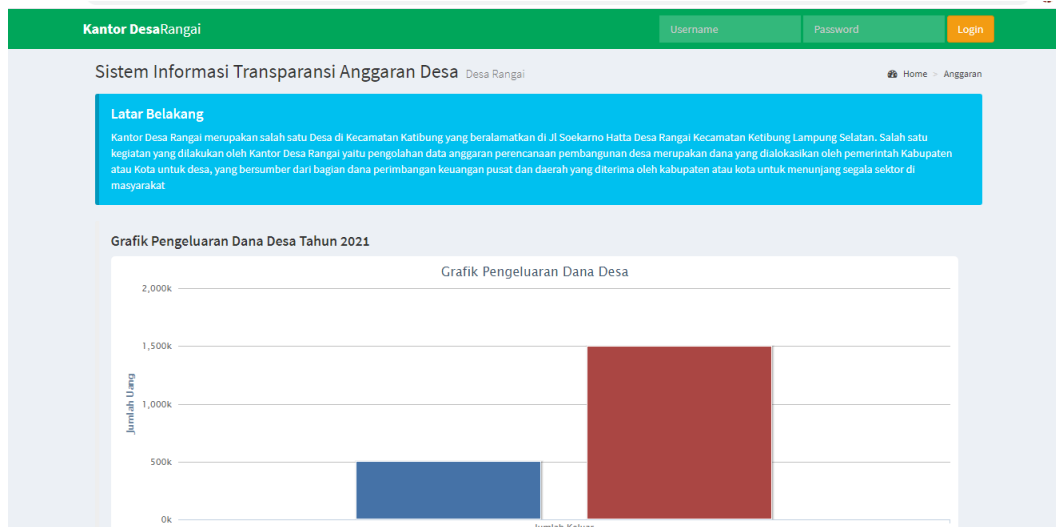 Kantor DesaRangai
Username
Password
Login
Sistem Informasi Transparansi Anggaran Desa Desa Rangai
Home > Anggaran
Latar Belakang
Kantor Desa Rangai merupakan salah satu Desa di Kecamatan Katibung yang beralamatkan di Jl Soekarno Hatta Desa Rangai Kecamatan Ketibung Lampung Selatan. Salah satu
kegiatan yang dilakukan oleh Kantor Desa Rangai yaitu pengolahan data anggaran perencanaan pembangunan desa merupakan dana yang dialokasikan oleh pemerintah Kabupaten
atau Kota untuk desa, yang bersumber dari bagian dana perimbangan keuangan pusat dan daerah yang diterima oleh kabupaten atau kota untuk menunjang segala sektor di
masyarakat
Grafik Pengeluaran Dana Desa Tahun 2021
Grafik Pengeluaran Dana Desa
2,000k
1,500k
Jumlah Uang
1,000k
500k
0k